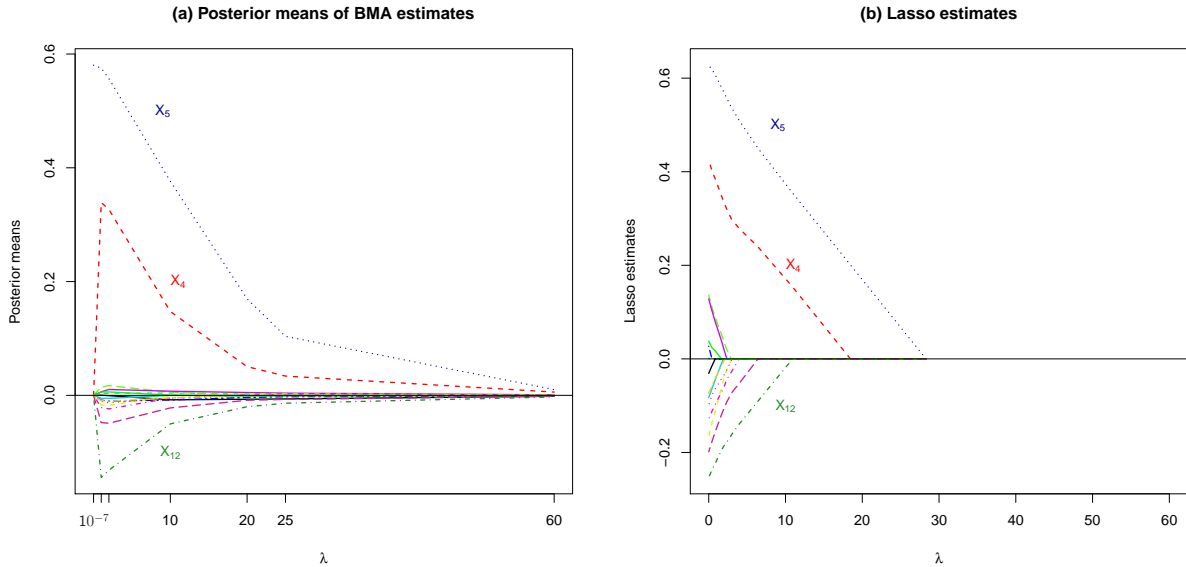 (a) Posterior means of BMA estimates
Posterior means
0.6
0.4
0.2
0.0
X5
X4
X12
10−7
10
20
25
60
λ
(b) Lasso estimates
Lasso estimates
0.6
0.4
0.2
0.0
−0.2
X5
X4
X12
0
10
20
30
40
50
60
λ